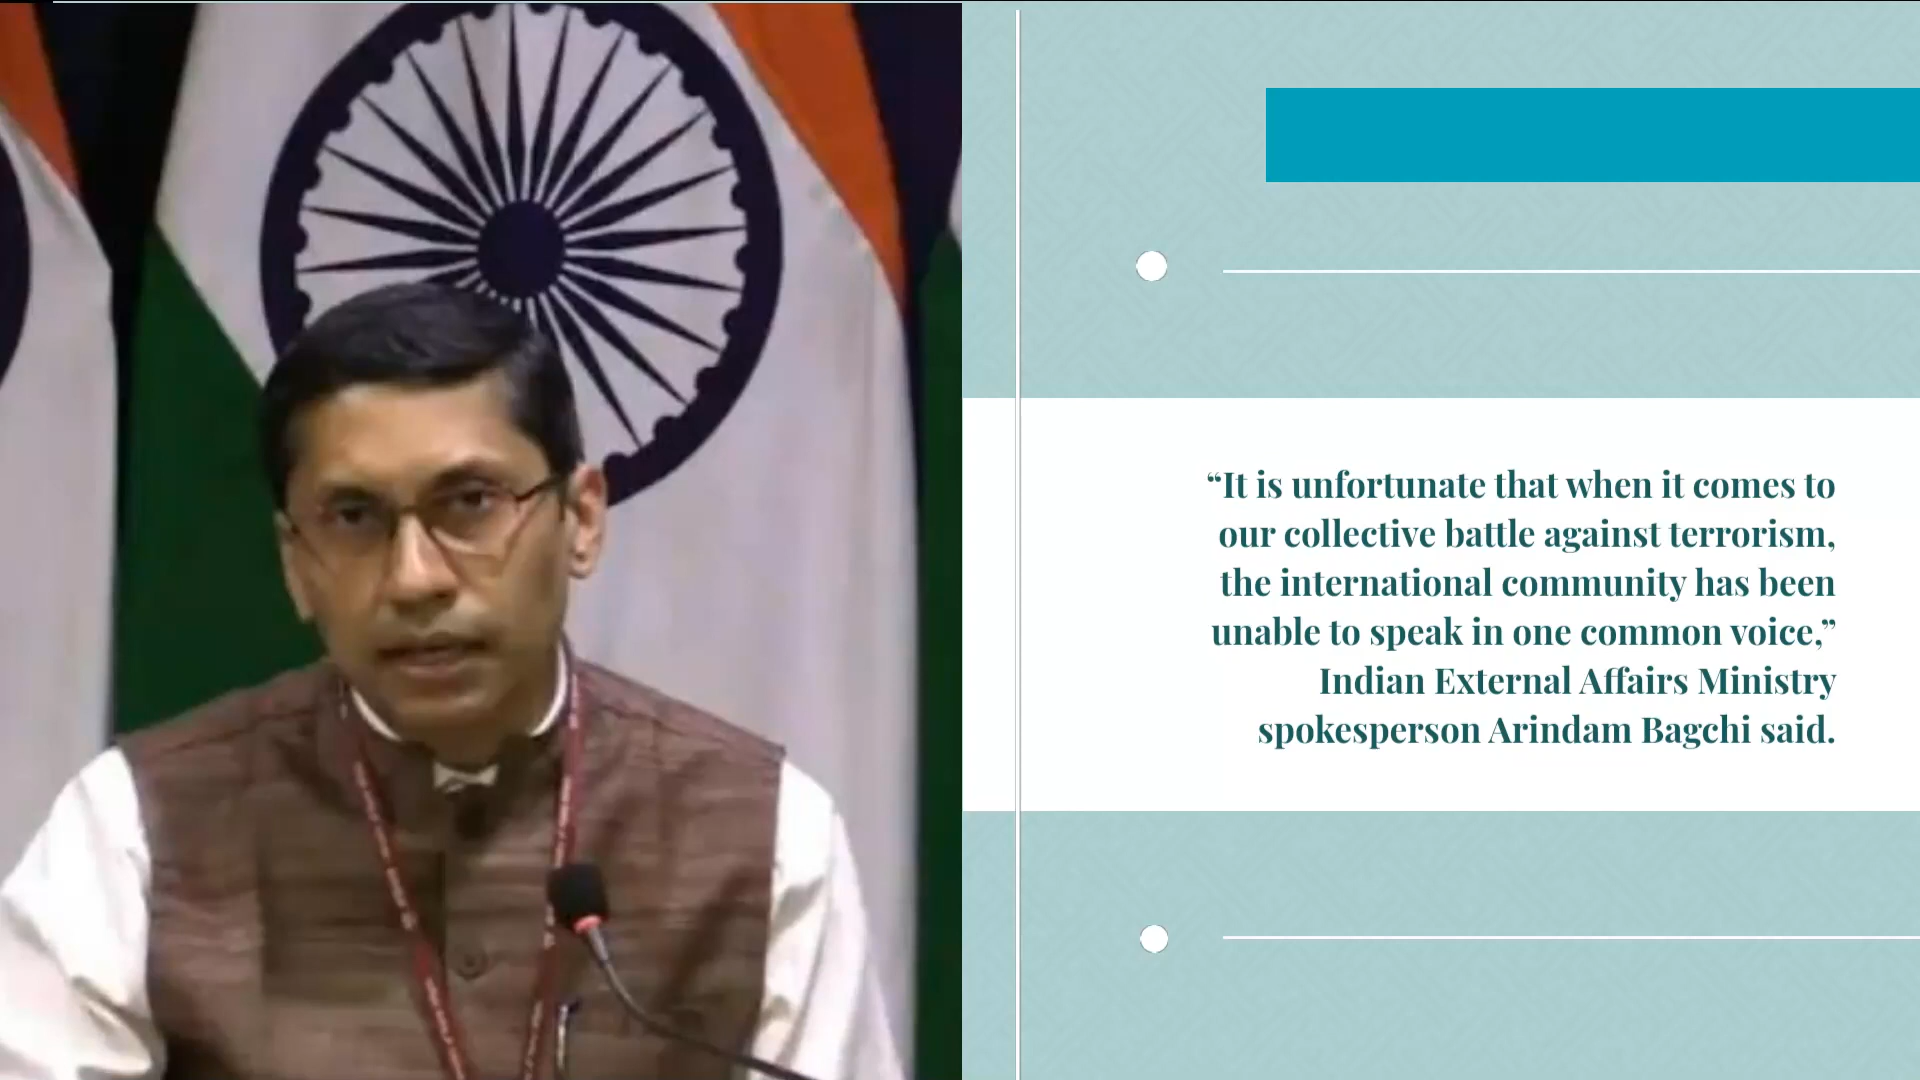 “It is unfortunate that when it comes to
our collective battle against terrorism,
the international community has been
unable to speak in one common voice,”
Indian External Affairs Ministry
spokesperson Arindam Bagchi said.